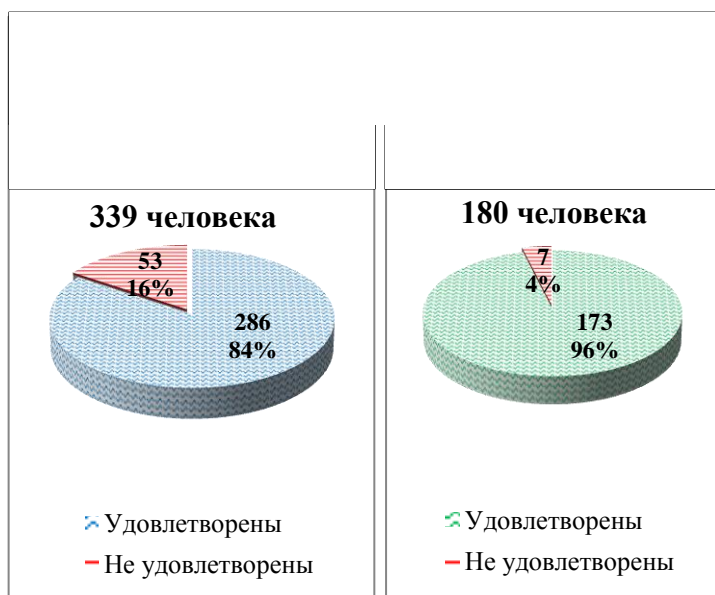 339 человека
53
16%
286
84%
Удовлетворены
Не удовлетворены
180 человека
7
4%
173
96%
Удовлетворены
Не удовлетворены